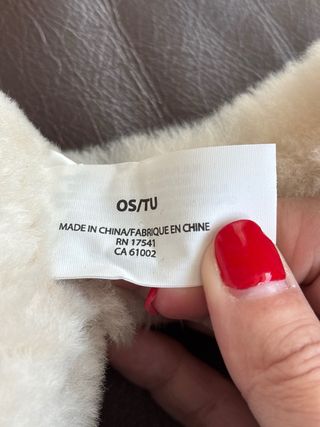 OS/TU
MADE IN CHINA/FABRIQUE EN CHINE
RN 17541
CA 61002